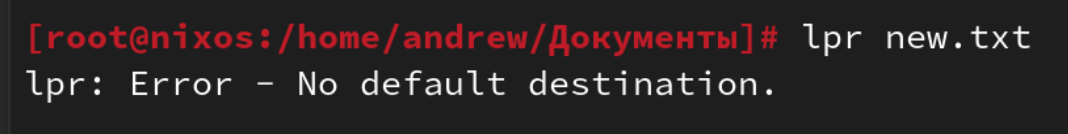 [root@nixos:/home/andrew/Документы]# lpr new.txt
lpr: Error - No default destination.